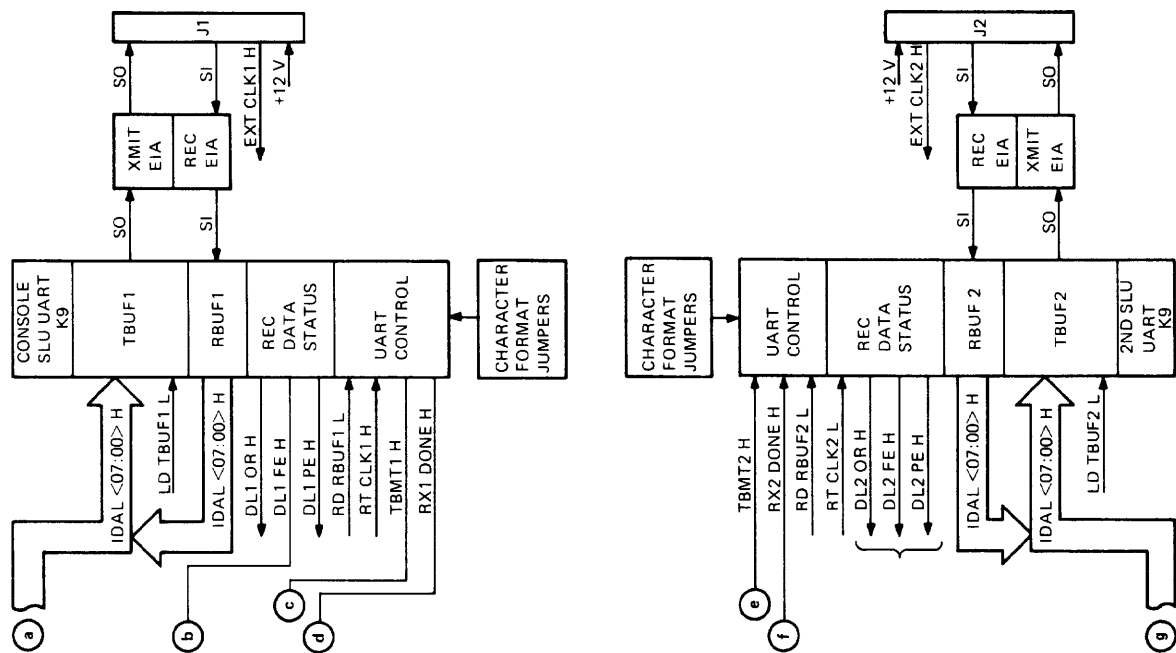 J1
SO
SI
EXT CLK1 H
+12 V
XMIT
EIA
REC
EIA
SO
SI
CONSOLE
SLU UART
K9
TBUF1
RBUF1
REC
DATA
STATUS
UART
CONTROL
CHARACTER
FORMAT
JUMPERS
IDAL <07:00> H
LD TBUF1 L
IDAL <07:00> H
DL1 OR H
DL1 FE H
DL1 PE H
RD RBUF1 L
RT CLK1 H
TBMT1 H
RX1 DONE H
a
b
c
d
J2
+12 V
EXT CLK2 H
SI
SO
REC
EIA
XMIT
EIA
SI
SO
CHARACTER
FORMAT
JUMPERS
UART
CONTROL
REC
DATA
STATUS
RBUF 2
TBUF2
2ND SLU
UART
K9
TBMT2 H
RX2 DONE H
RD RBUF2 L
RT CLK2 L
DL2 OR H
DL2 FE H
DL2 PE H
IDAL <07:00> H
IDAL <07:00> H
LD TBUF2 L
e
f
g